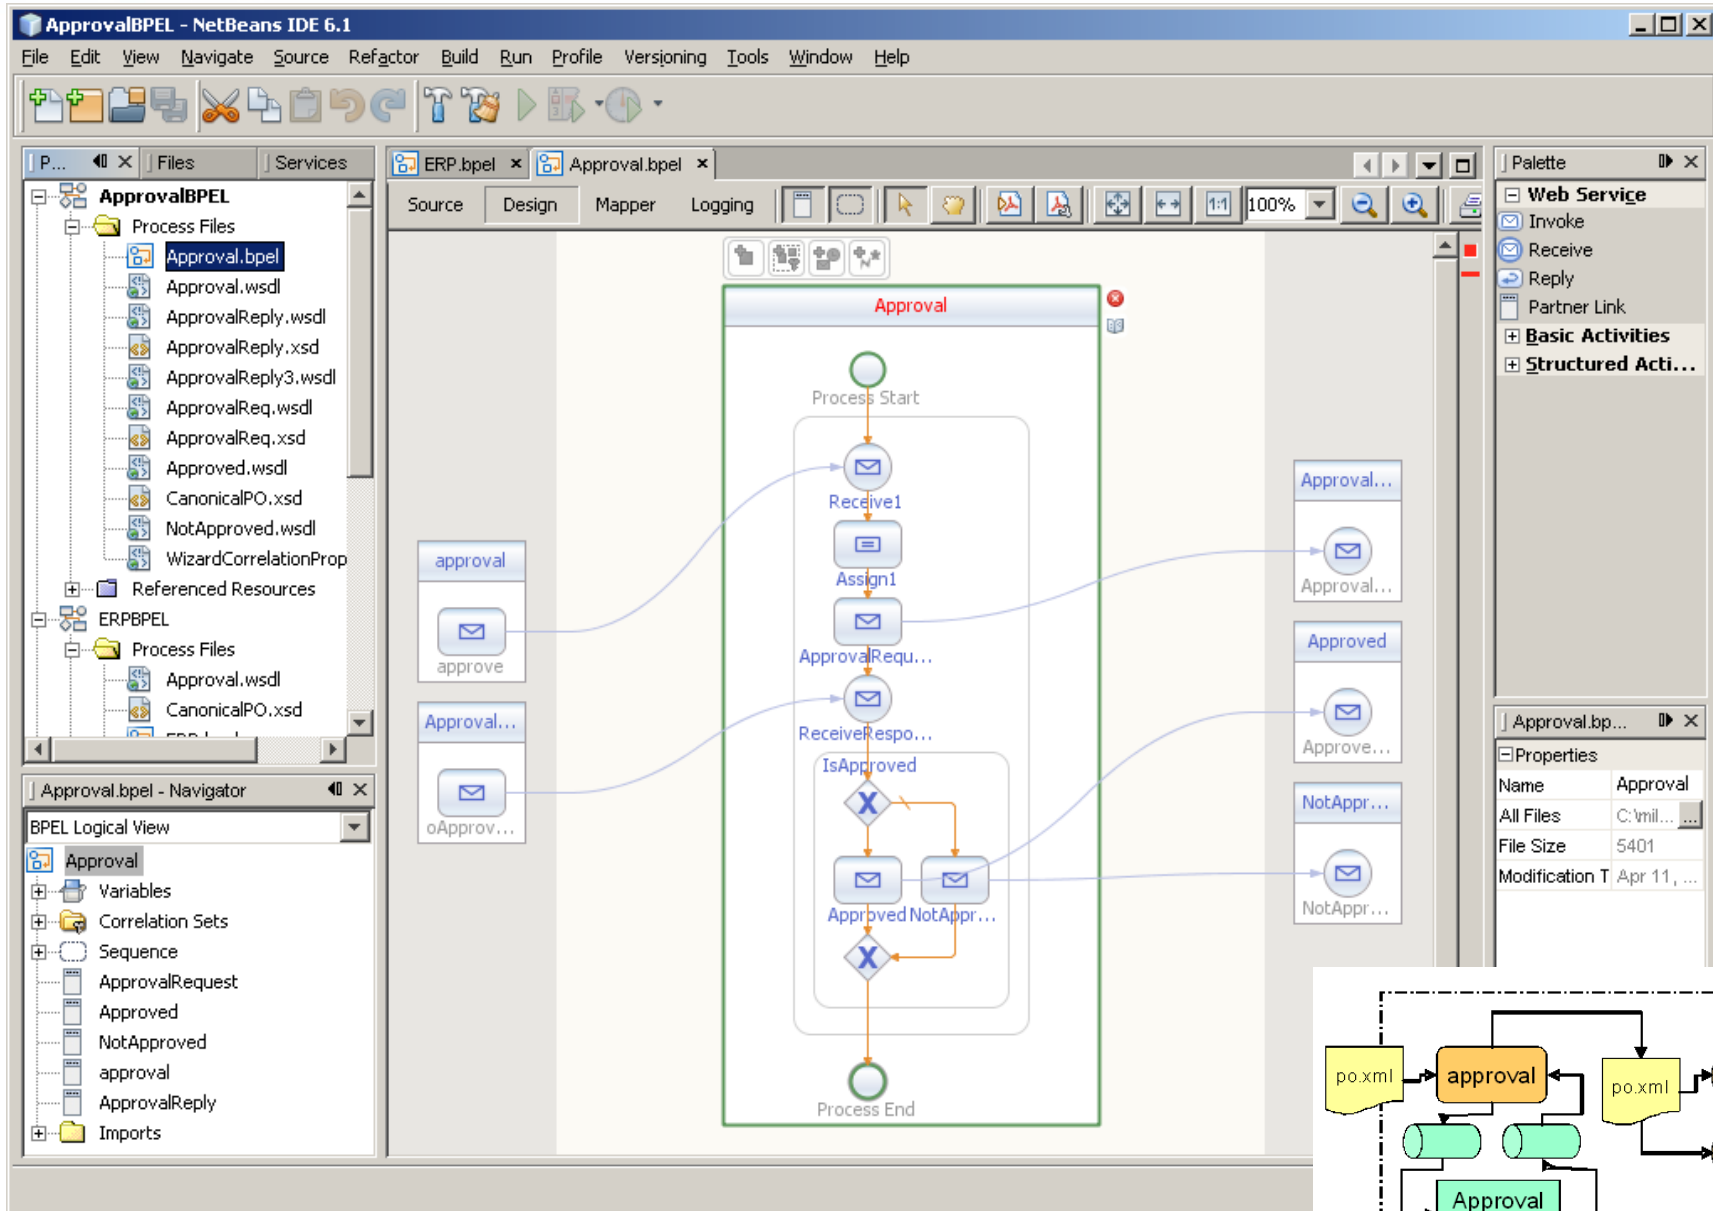 ApprovalBPEL - NetBeans IDE 6.1
File Edit View Navigate Source Refactor Build Run Profile Versioning Tools Window Help
P... Files Services
ApprovalBPEL
Process Files
Approval.bpel
Approval.wsdl
ApprovalReply.wsdl
ApprovalReply.xsd
ApprovalReply3.wsdl
ApprovalReq.wsdl
ApprovalReq.xsd
Approved.wsdl
CanonicalPO.xsd
NotApproved.wsdl
WizardCorrelationProp
Referenced Resources
ERPBPEL
Process Files
Approval.wsdl
CanonicalPO.xsd
Approval.bpel - Navigator
BPEL Logical View
Approval
Variables
Correlation Sets
Sequence
ApprovalRequest
Approved
NotApproved
approval
ApprovalReply
Imports
ERP.bpel Approval.bpel
Source Design Mapper Logging 1:1 100%
Approval
Process Start
Receive1
Assign1
ApprovalRequ...
ReceiveRespo...
IsApproved
X
Approved NotAppr...
X
Process End
approval
approve
Approval...
oApprov...
Approval...
Approval...
Approved
Approve...
NotAppr...
NotAppr...
Palette
Web Service
Invoke
Receive
Reply
Partner Link
Basic Activities
Structured Acti...
Approval.bp...
Properties
Name Approval
All Files C:\mil... ...
File Size 5401
Modification T Apr 11, ...
po.xml approval po.xml
Approval